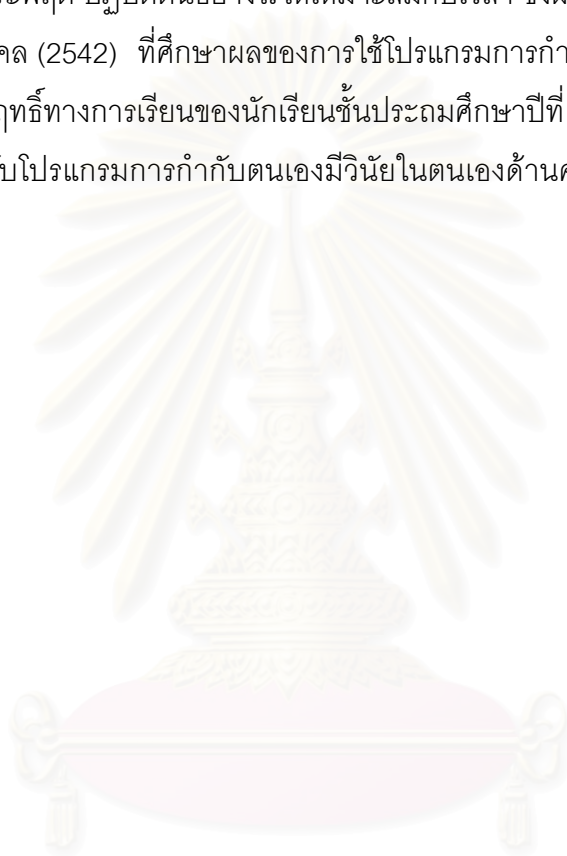 คล (2542) ที่ศึกษาผลของการใช้โปรแกรมการกำ
ฤทธิ์ทางการเรียนของนักเรียนชั้นประถมศึกษาปีที่
บโปรแกรมการกำกับตนเองมีวินัยในตนเองด้าน